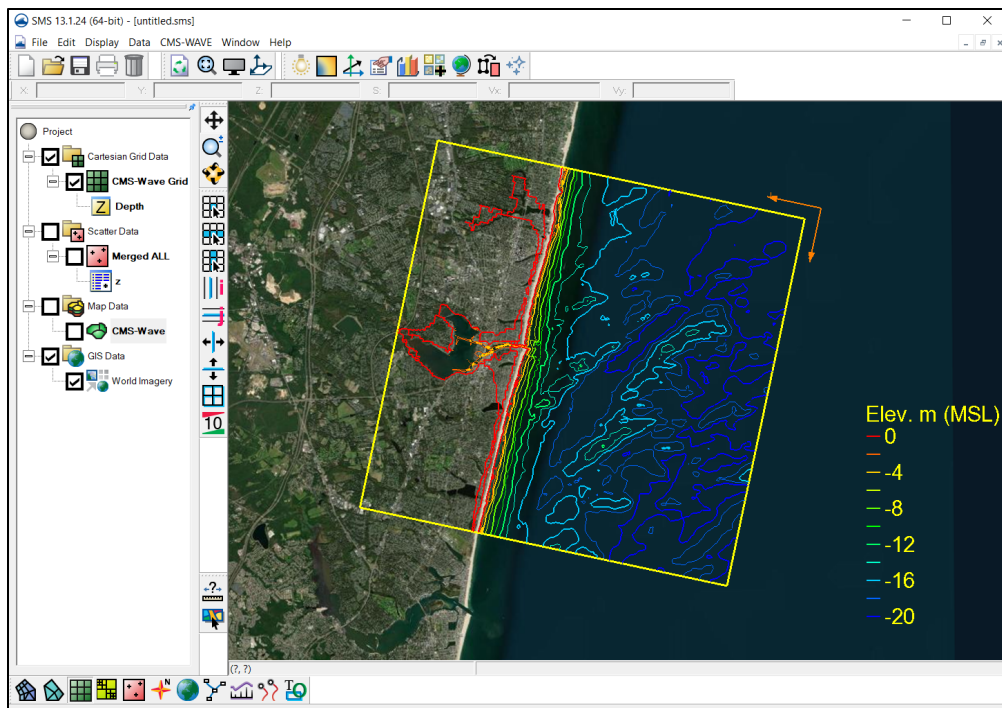 SMS 13.1.24 (64-bit) - [untitled.sms]
File Edit Display Data CMS-WAVE Window Help
X: Y: Z: S: Vx: Vy:
Project
Cartesian Grid Data
CMS-Wave Grid
Z Depth
Scatter Data
Merged ALL
z
Map Data
CMS-Wave
GIS Data
World Imagery
i
j
10
?
Elev. m (MSL)
0
-4
-8
-12
-16
-20
(?, ?)
N
T